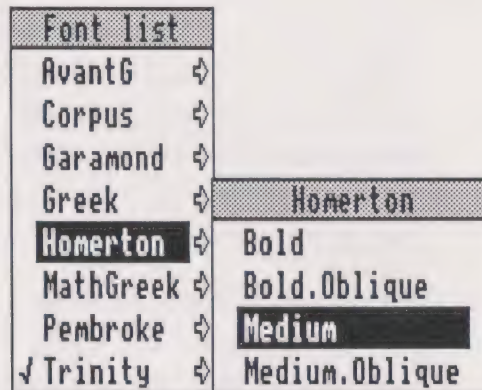 Font list
AvantG
Corpus
Garamond
Greek
Homerton
MathGreek
Pembroke
√ Trinity
Homerton
Bold
Bold.Oblique
Medium
Medium.Oblique